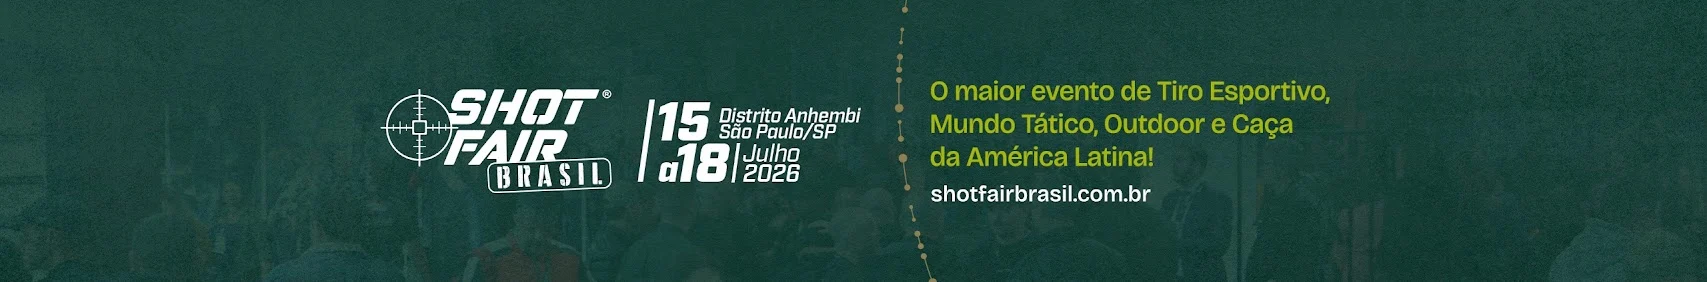 SHOT®
FAIR
BRASIL
15
a18
Distrito Anhembi
São Paulo/SP
Julho
2026
O maior evento de Tiro Esportivo,
Mundo Tático, Outdoor e Caça
da América Latina!
shotfairbrasil.com.br